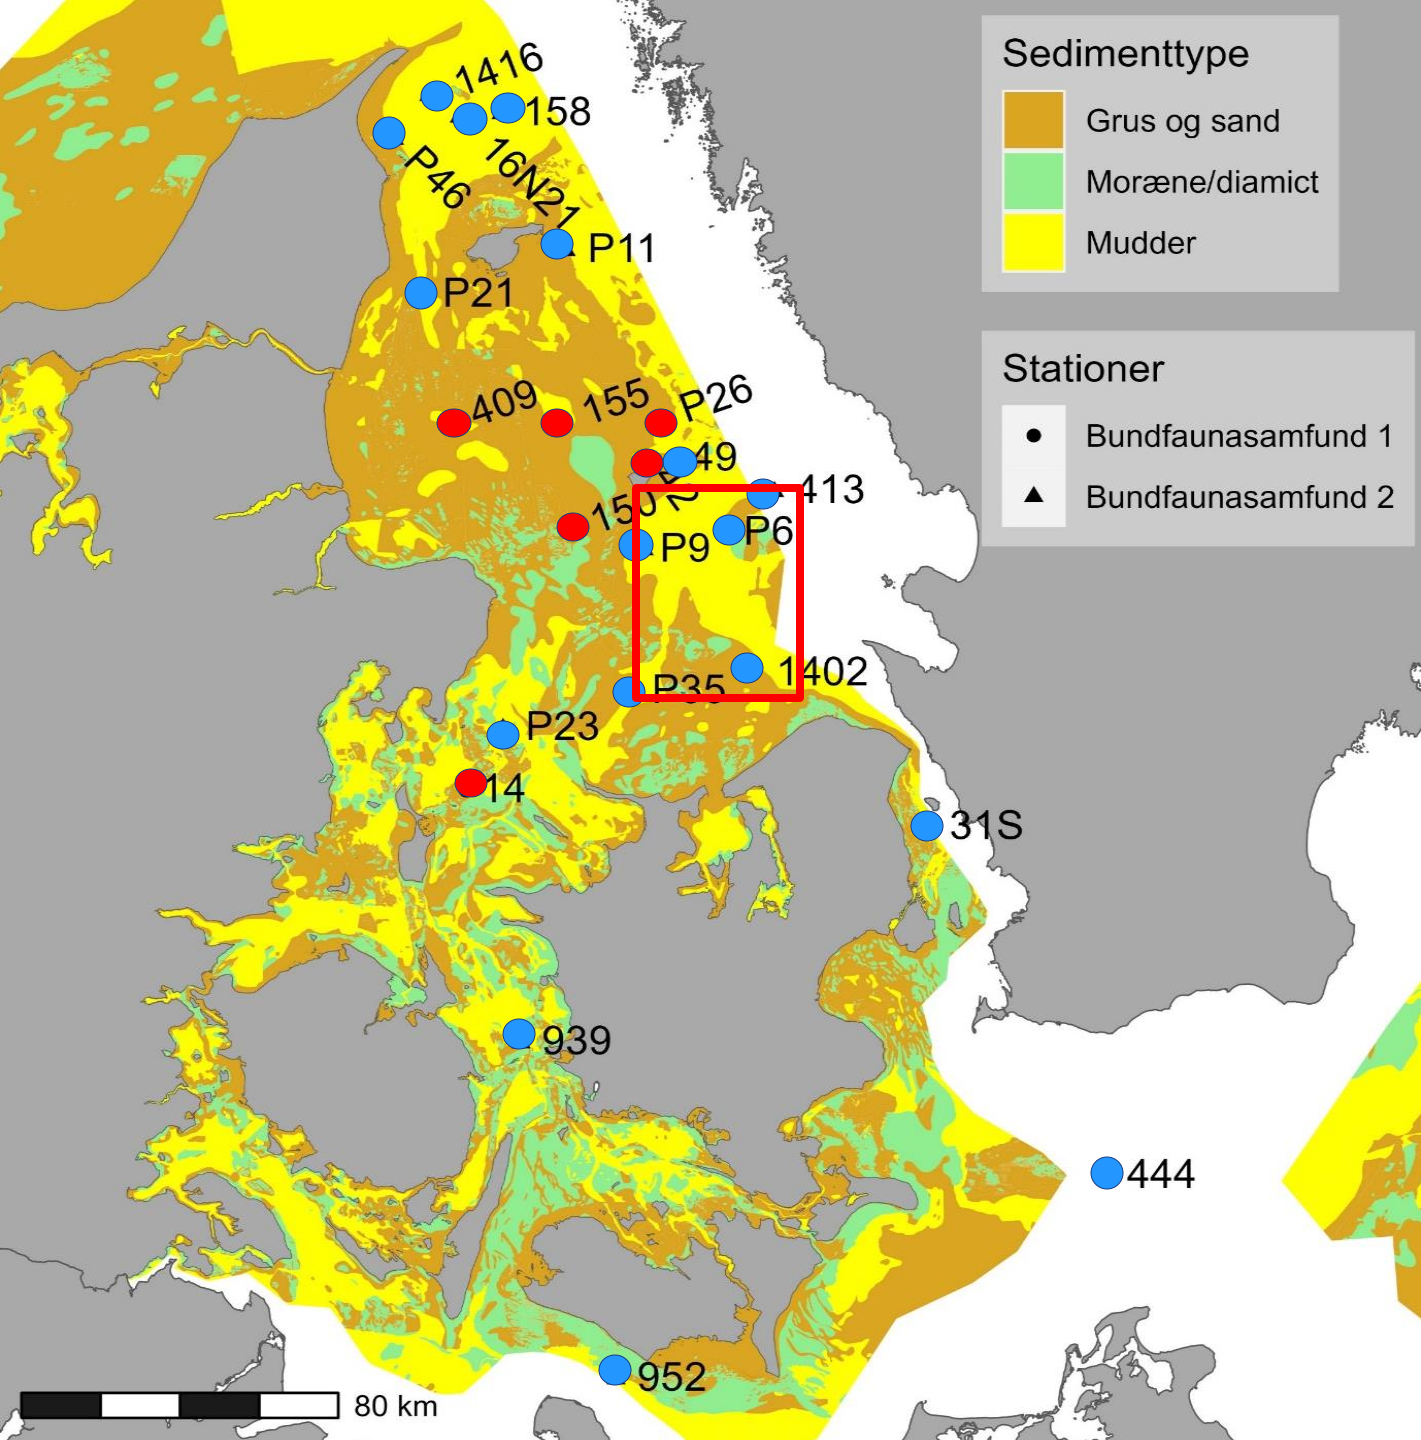 Sedimenttype
Grus og sand
Moræne/diamict
Mudder
Stationer
Bundfaunasamfund 1
Bundfaunasamfund 2
1416
158
P46
16N21
P11
P21
409
155
P26
49
413
150
P6
P9
1402
P35
P23
14
31S
939
444
952
80 km